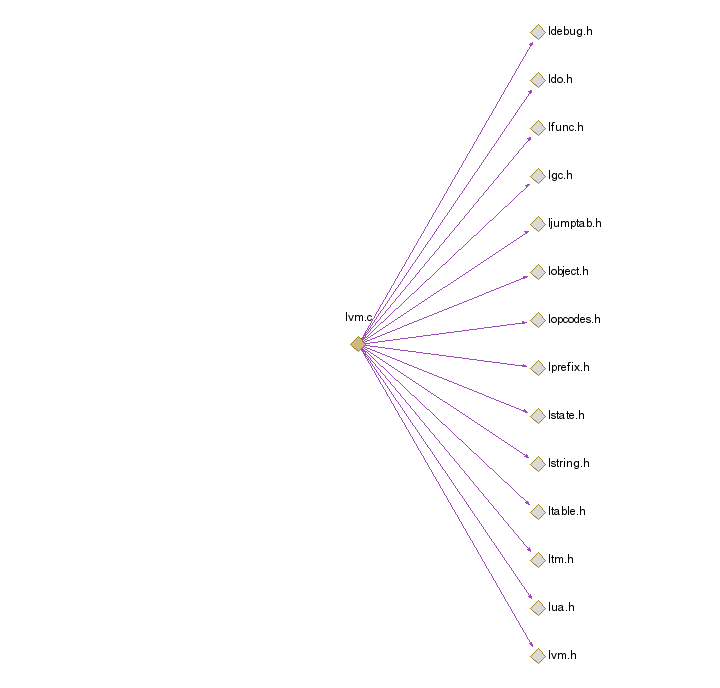 ldebug.h
ldo.h
lfunc.h
lgc.h
ljumptab.h
lobject.h
lvm.c
lopcodes.h
lprefix.h
lstate.h
lstring.h
ltable.h
ltm.h
lua.h
lvm.h